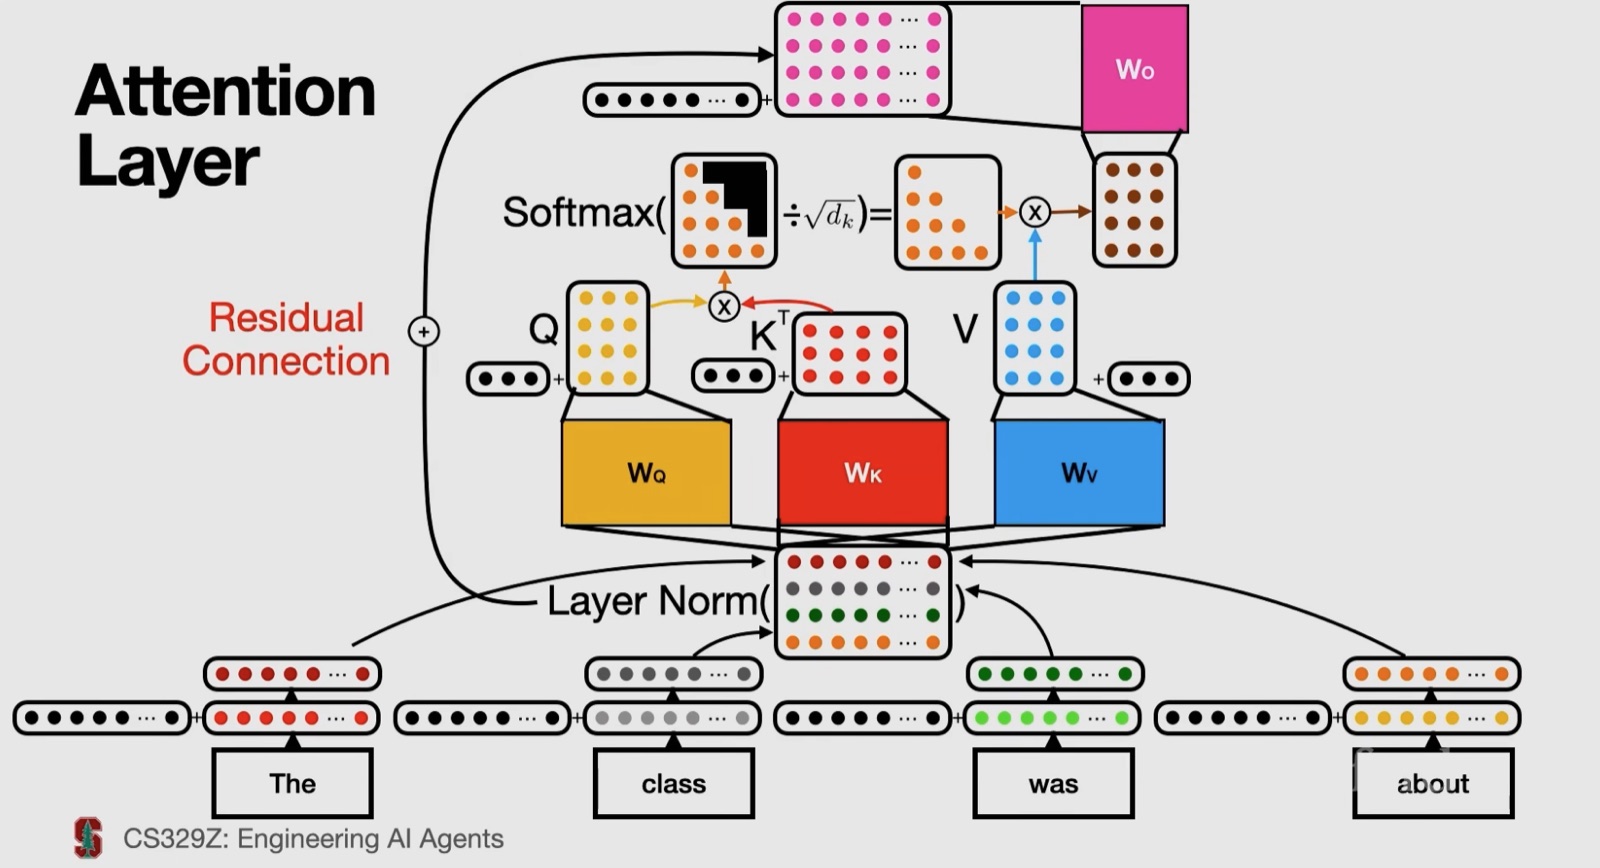 Attention
Layer
Wo
+
Softmax( ÷√dk)=
x
Residual
Connection
+
Q
x
KT
V
+
+
+
WQ
WK
WV
Layer Norm( )
+
+
+
+
The
class
was
about
CS329Z: Engineering AI Agents